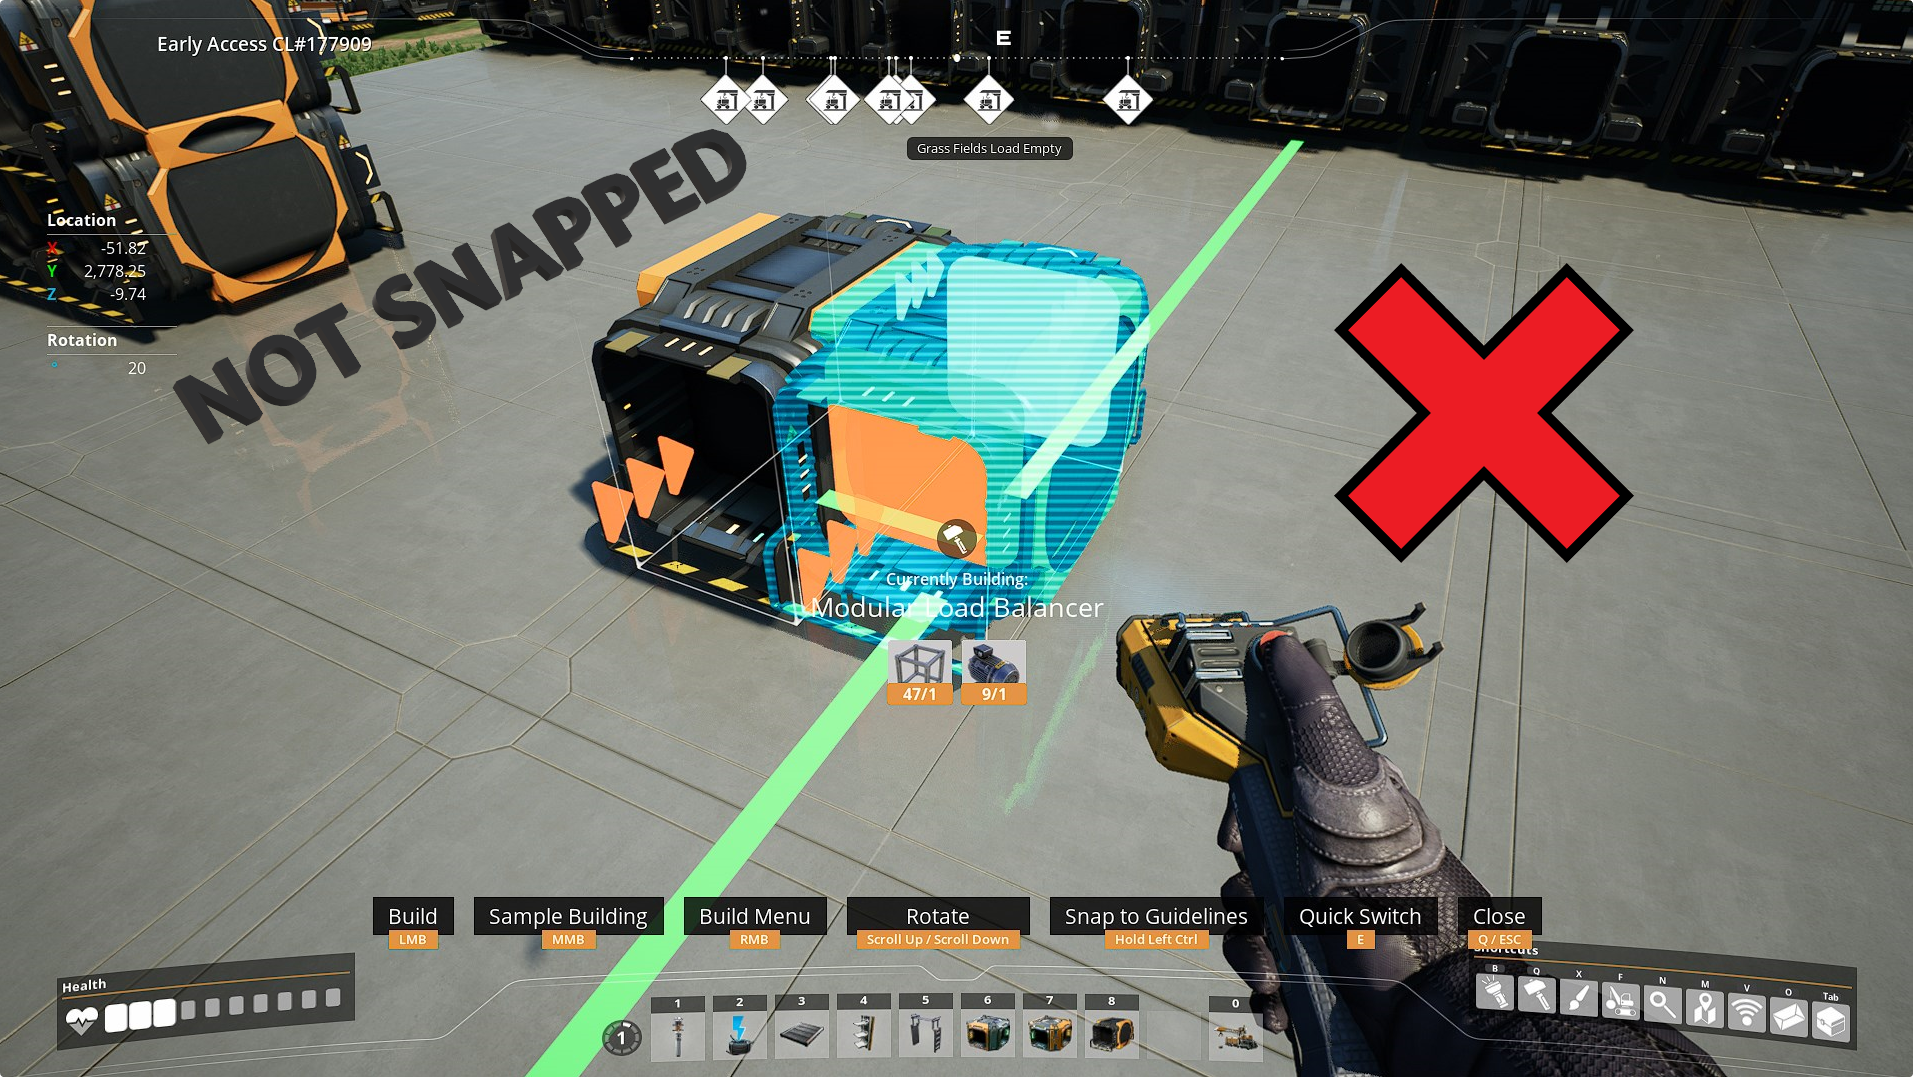 Early Access CL#177909
E
Grass Fields Load Empty
NOT SNAPPED
Location
X -51.82
Y 2,778.25
Z -9.74
Rotation
20
Currently Building:
Modular Load Balancer
47/1 9/1
Build Sample Building Build Menu Rotate Snap to Guidelines Quick Switch Close
LMB MMB RMB Scroll Up / Scroll Down Hold Left Ctrl E Q / ESC
Health
Shortcuts
B Q X F N M V O Tab
1 2 3 4 5 6 7 8 0
1